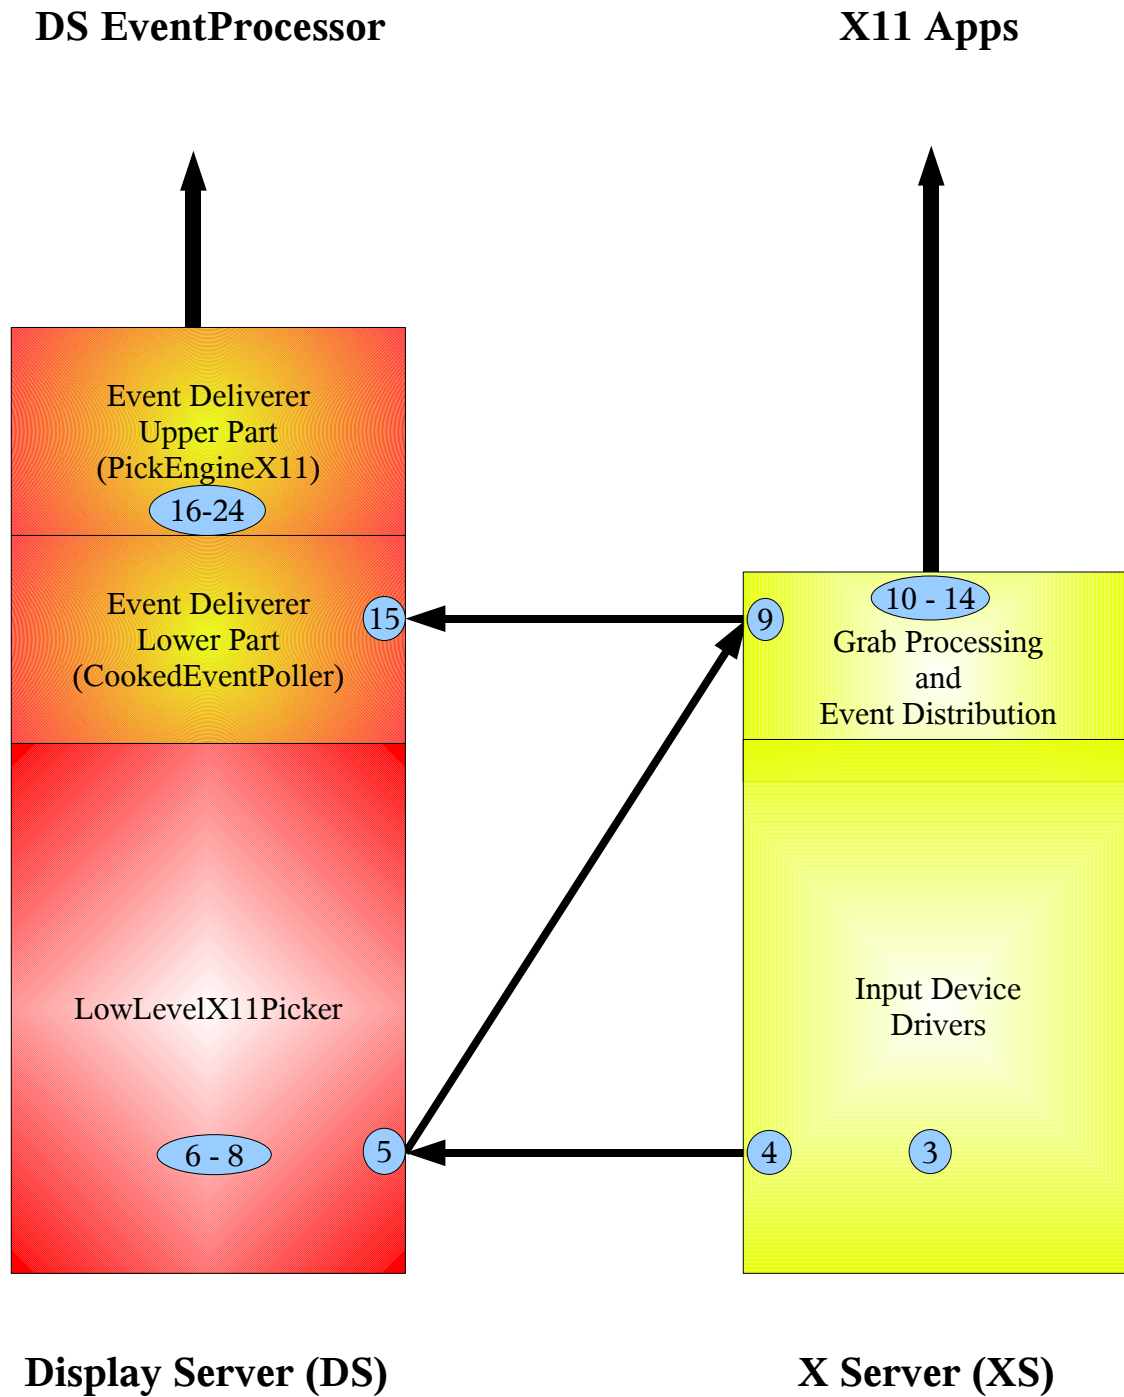 DS EventProcessor
X11 Apps
Event Deliverer
Upper Part
(PickEngineX11)
16-24
Event Deliverer
Lower Part
(CookedEventPoller)
15
9
10 - 14
Grab Processing
and
Event Distribution
LowLevelX11Picker
6 - 8
5
Input Device
Drivers
4
3
Display Server (DS)
X Server (XS)